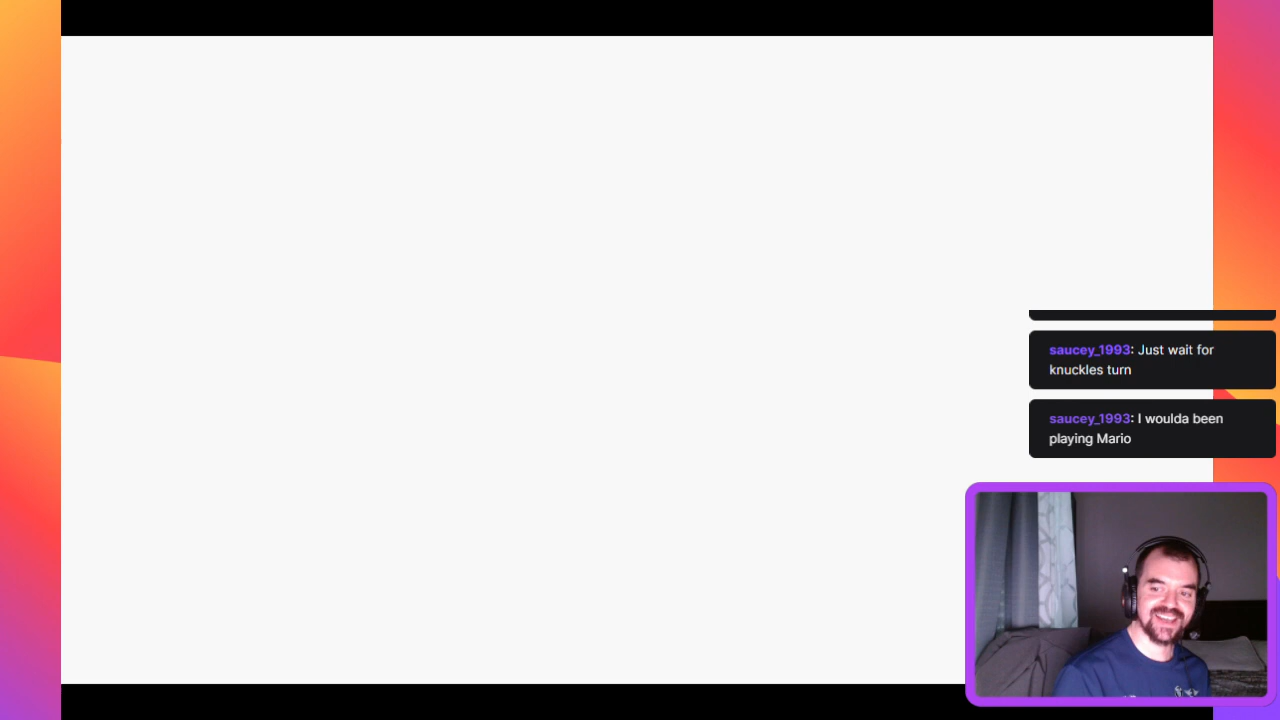 saucey_1993: Just wait for
knuckles turn
saucey_1993: I woulda been
playing Mario